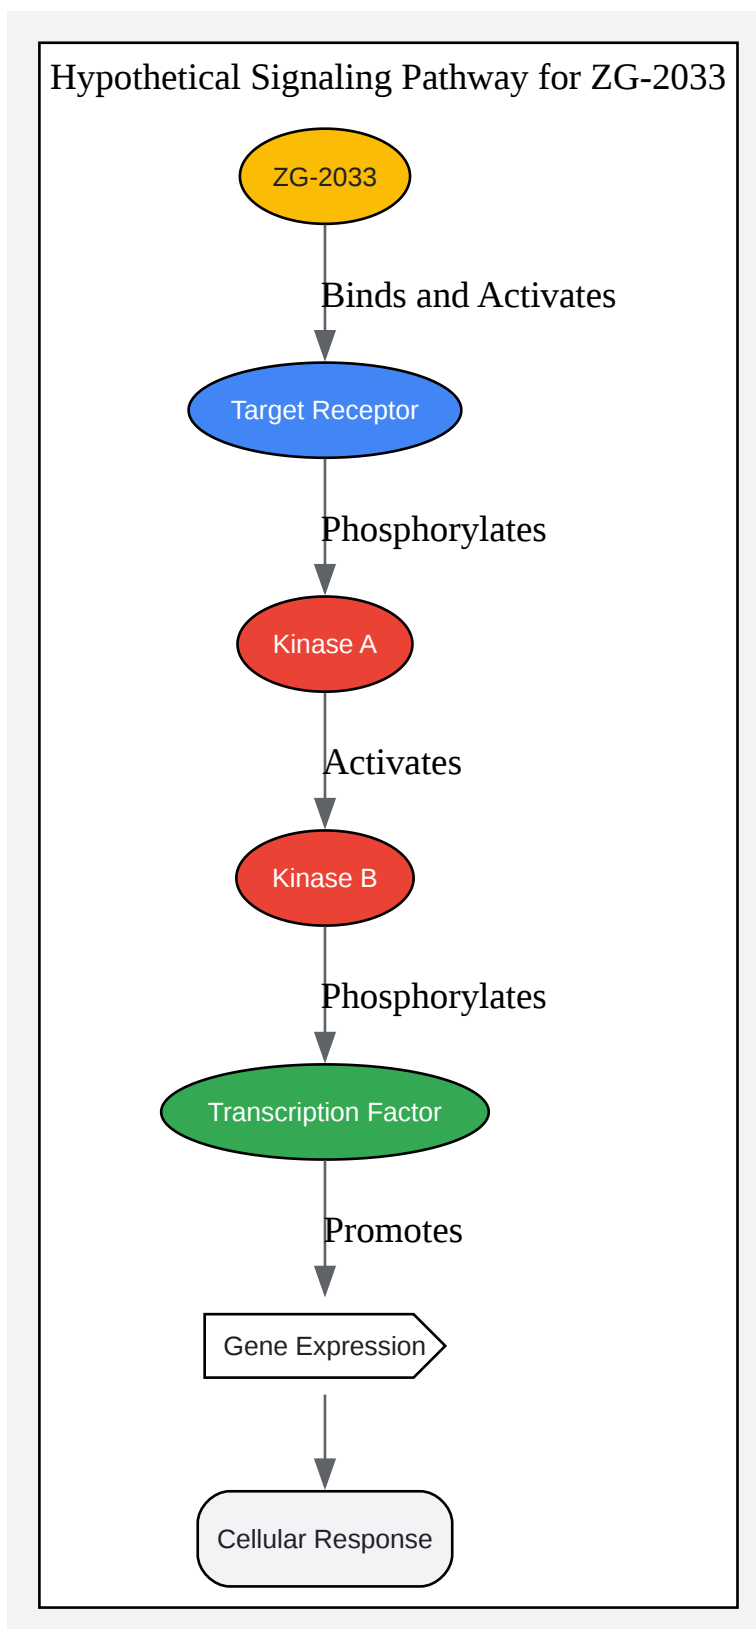 Hypothetical Signaling Pathway for ZG-2033
ZG-2033
Binds and Activates
Target Receptor
Phosphorylates
Kinase A
Activates
Kinase B
Phosphorylates
Transcription Factor
Promotes
Gene Expression
Cellular Response